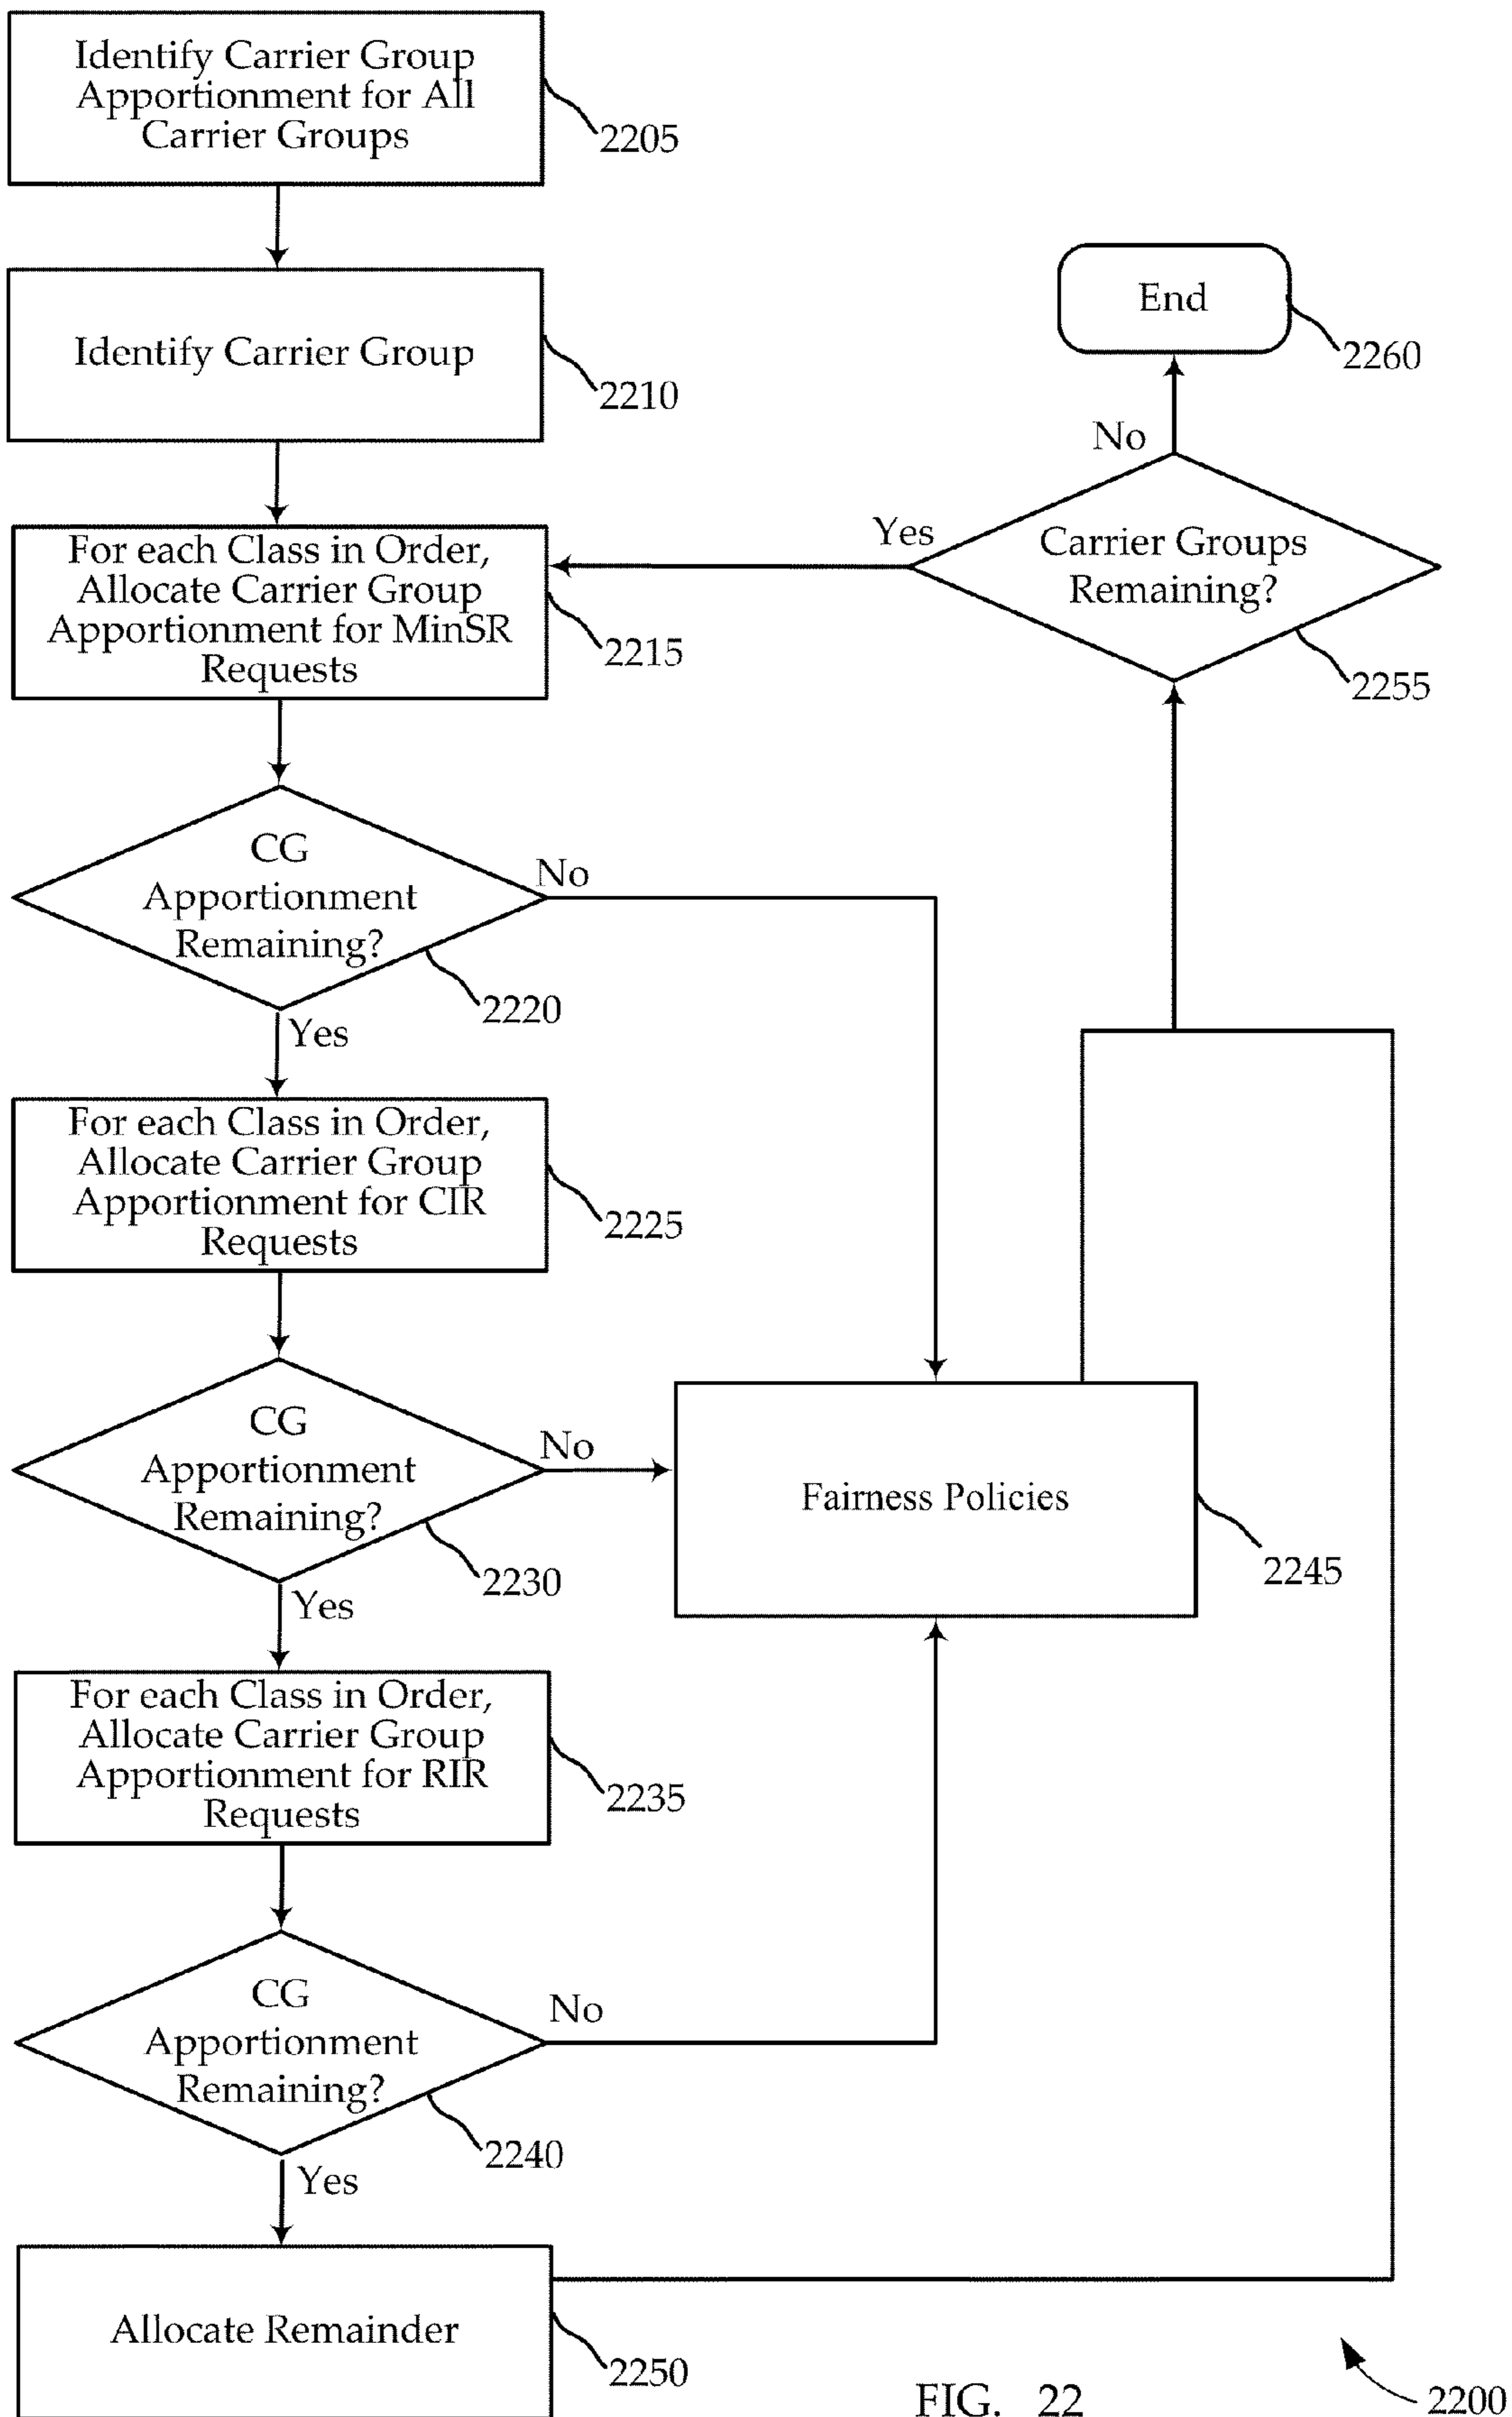 Identify Carrier Group
Apportionment for All
Carrier Groups
2205
Identify Carrier Group
2210
End
2260
No
Carrier Groups
Remaining?
Yes
2255
For each Class in Order,
Allocate Carrier Group
Apportionment for MinSR
Requests
2215
CG
Apportionment
Remaining?
No
2220
Yes
For each Class in Order,
Allocate Carrier Group
Apportionment for CIR
Requests
2225
CG
Apportionment
Remaining?
No
2230
Yes
Fairness Policies
2245
For each Class in Order,
Allocate Carrier Group
Apportionment for RIR
Requests
2235
CG
Apportionment
Remaining?
No
2240
Yes
Allocate Remainder
2250
FIG. 22
2200